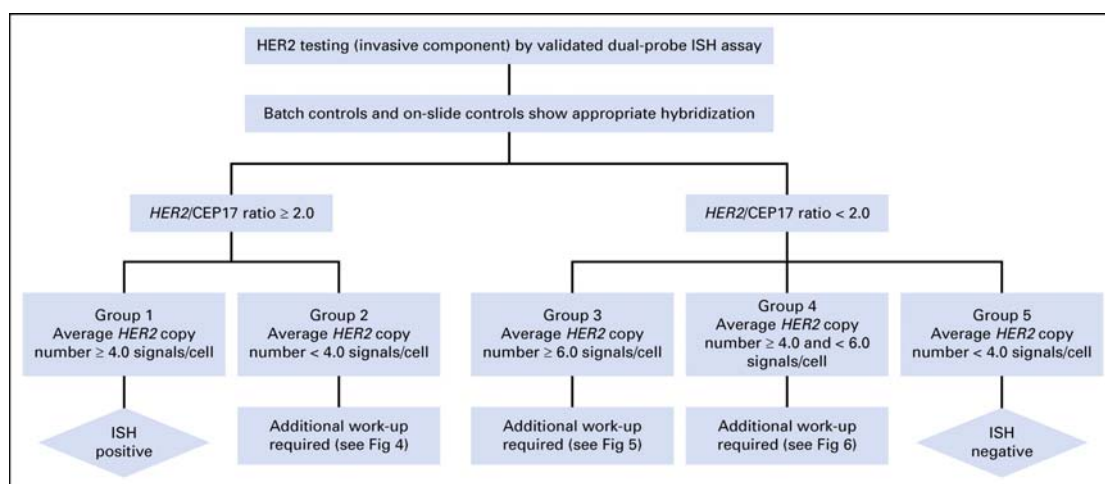 HER2 testing (invasive component) by validated dual-probe ISH assay
Batch controls and on-slide controls show appropriate hybridization
HER2/CEP17 ratio ≥ 2.0
HER2/CEP17 ratio < 2.0
Group 1
Average HER2 copy
number ≥ 4.0 signals/cell
Group 2
Average HER2 copy
number < 4.0 signals/cell
Group 3
Average HER2 copy
number ≥ 6.0 signals/cell
Group 4
Average HER2 copy
number ≥ 4.0 and < 6.0
signals/cell
Group 5
Average HER2 copy
number < 4.0 signals/cell
ISH
positive
Additional work-up
required (see Fig 4)
Additional work-up
required (see Fig 5)
Additional work-up
required (see Fig 6)
ISH
negative